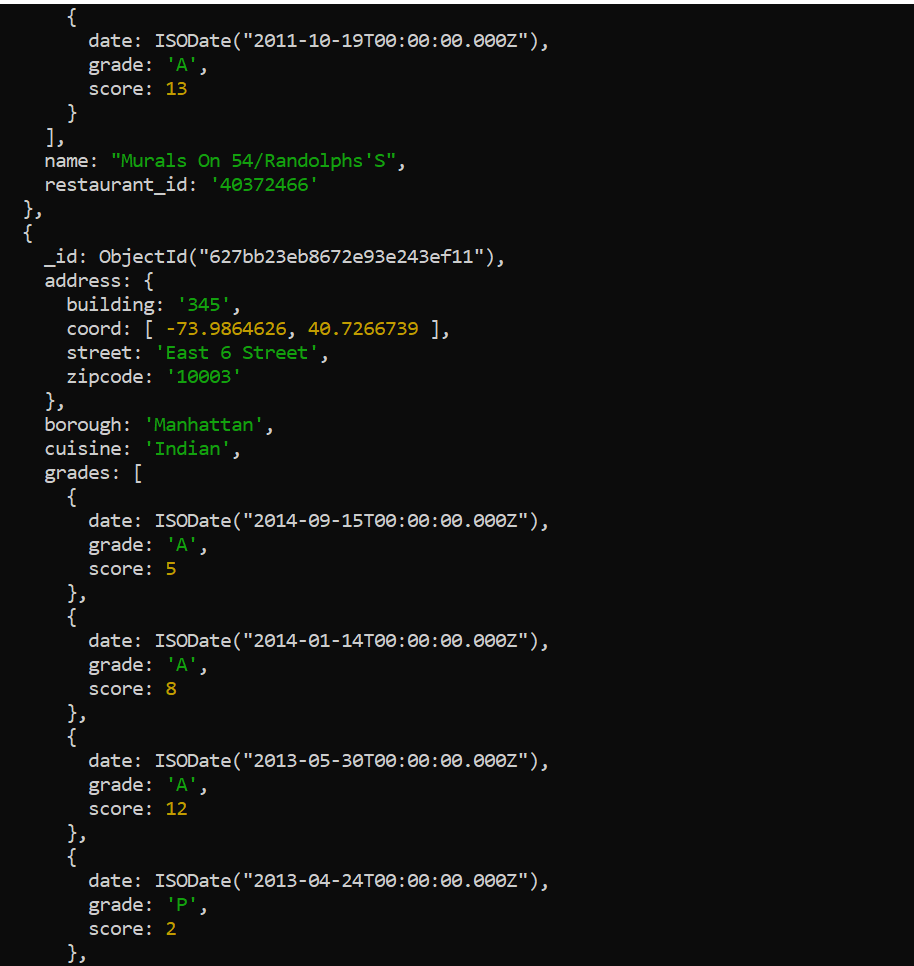 {
      date: ISODate("2011-10-19T00:00:00.000Z"),
      grade: 'A',
      score: 13
    }
  ],
  name: "Murals On 54/Randolphs'S",
  restaurant_id: '40372466'
},
{
  _id: ObjectId("627bb23eb8672e93e243ef11"),
  address: {
    building: '345',
    coord: [ -73.9864626, 40.7266739 ],
    street: 'East 6 Street',
    zipcode: '10003'
  },
  borough: 'Manhattan',
  cuisine: 'Indian',
  grades: [
    {
      date: ISODate("2014-09-15T00:00:00.000Z"),
      grade: 'A',
      score: 5
    },
    {
      date: ISODate("2014-01-14T00:00:00.000Z"),
      grade: 'A',
      score: 8
    },
    {
      date: ISODate("2013-05-30T00:00:00.000Z"),
      grade: 'A',
      score: 12
    },
    {
      date: ISODate("2013-04-24T00:00:00.000Z"),
      grade: 'P',
      score: 2
    },